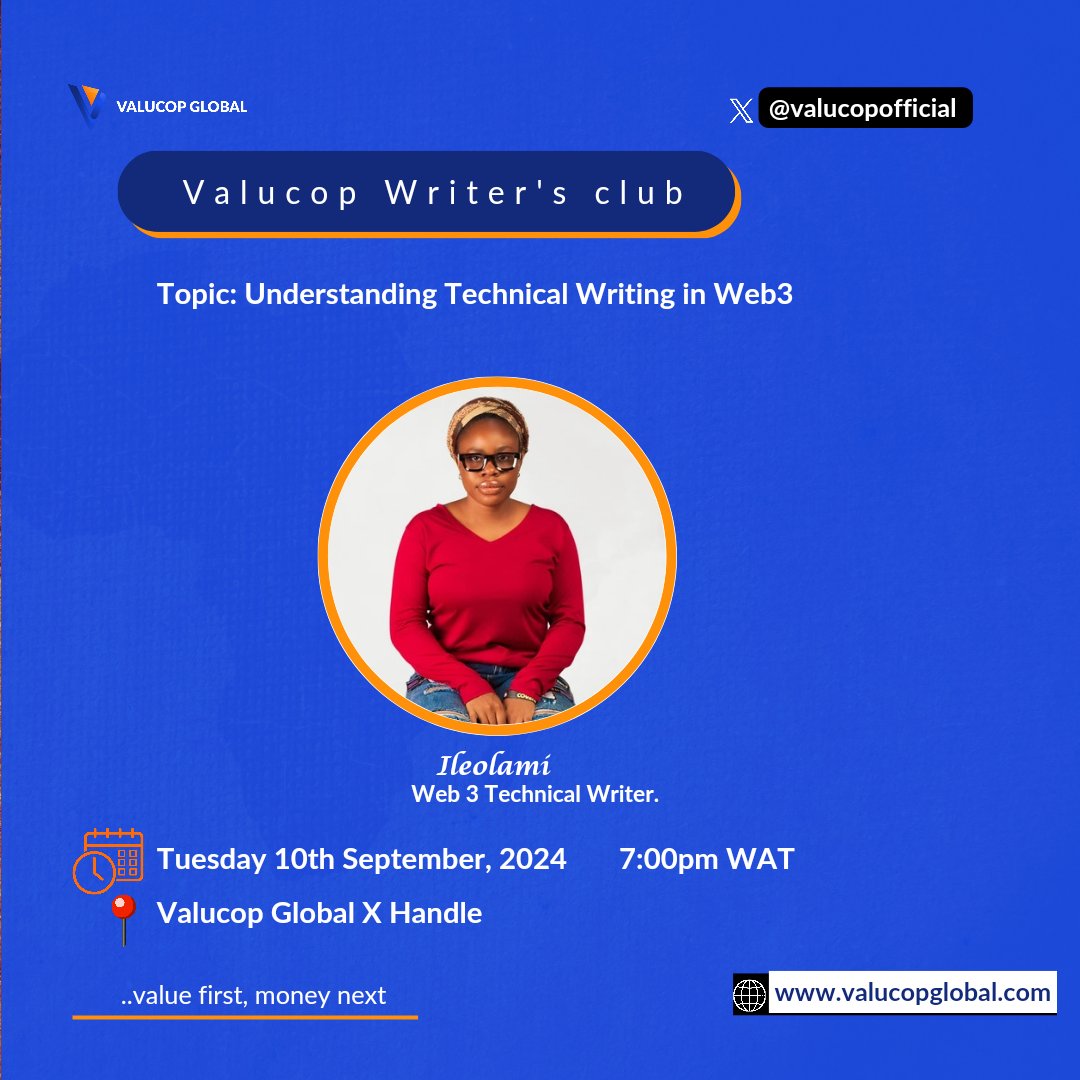 VALUCOP GLOBAL
@valucopofficial
Valucop Writer's club
Topic: Understanding Technical Writing in Web3
Ileolami
Web 3 Technical Writer.
Tuesday 10th September, 2024 7:00pm WAT
Valucop Global X Handle
..value first, money next
www.valucopglobal.com